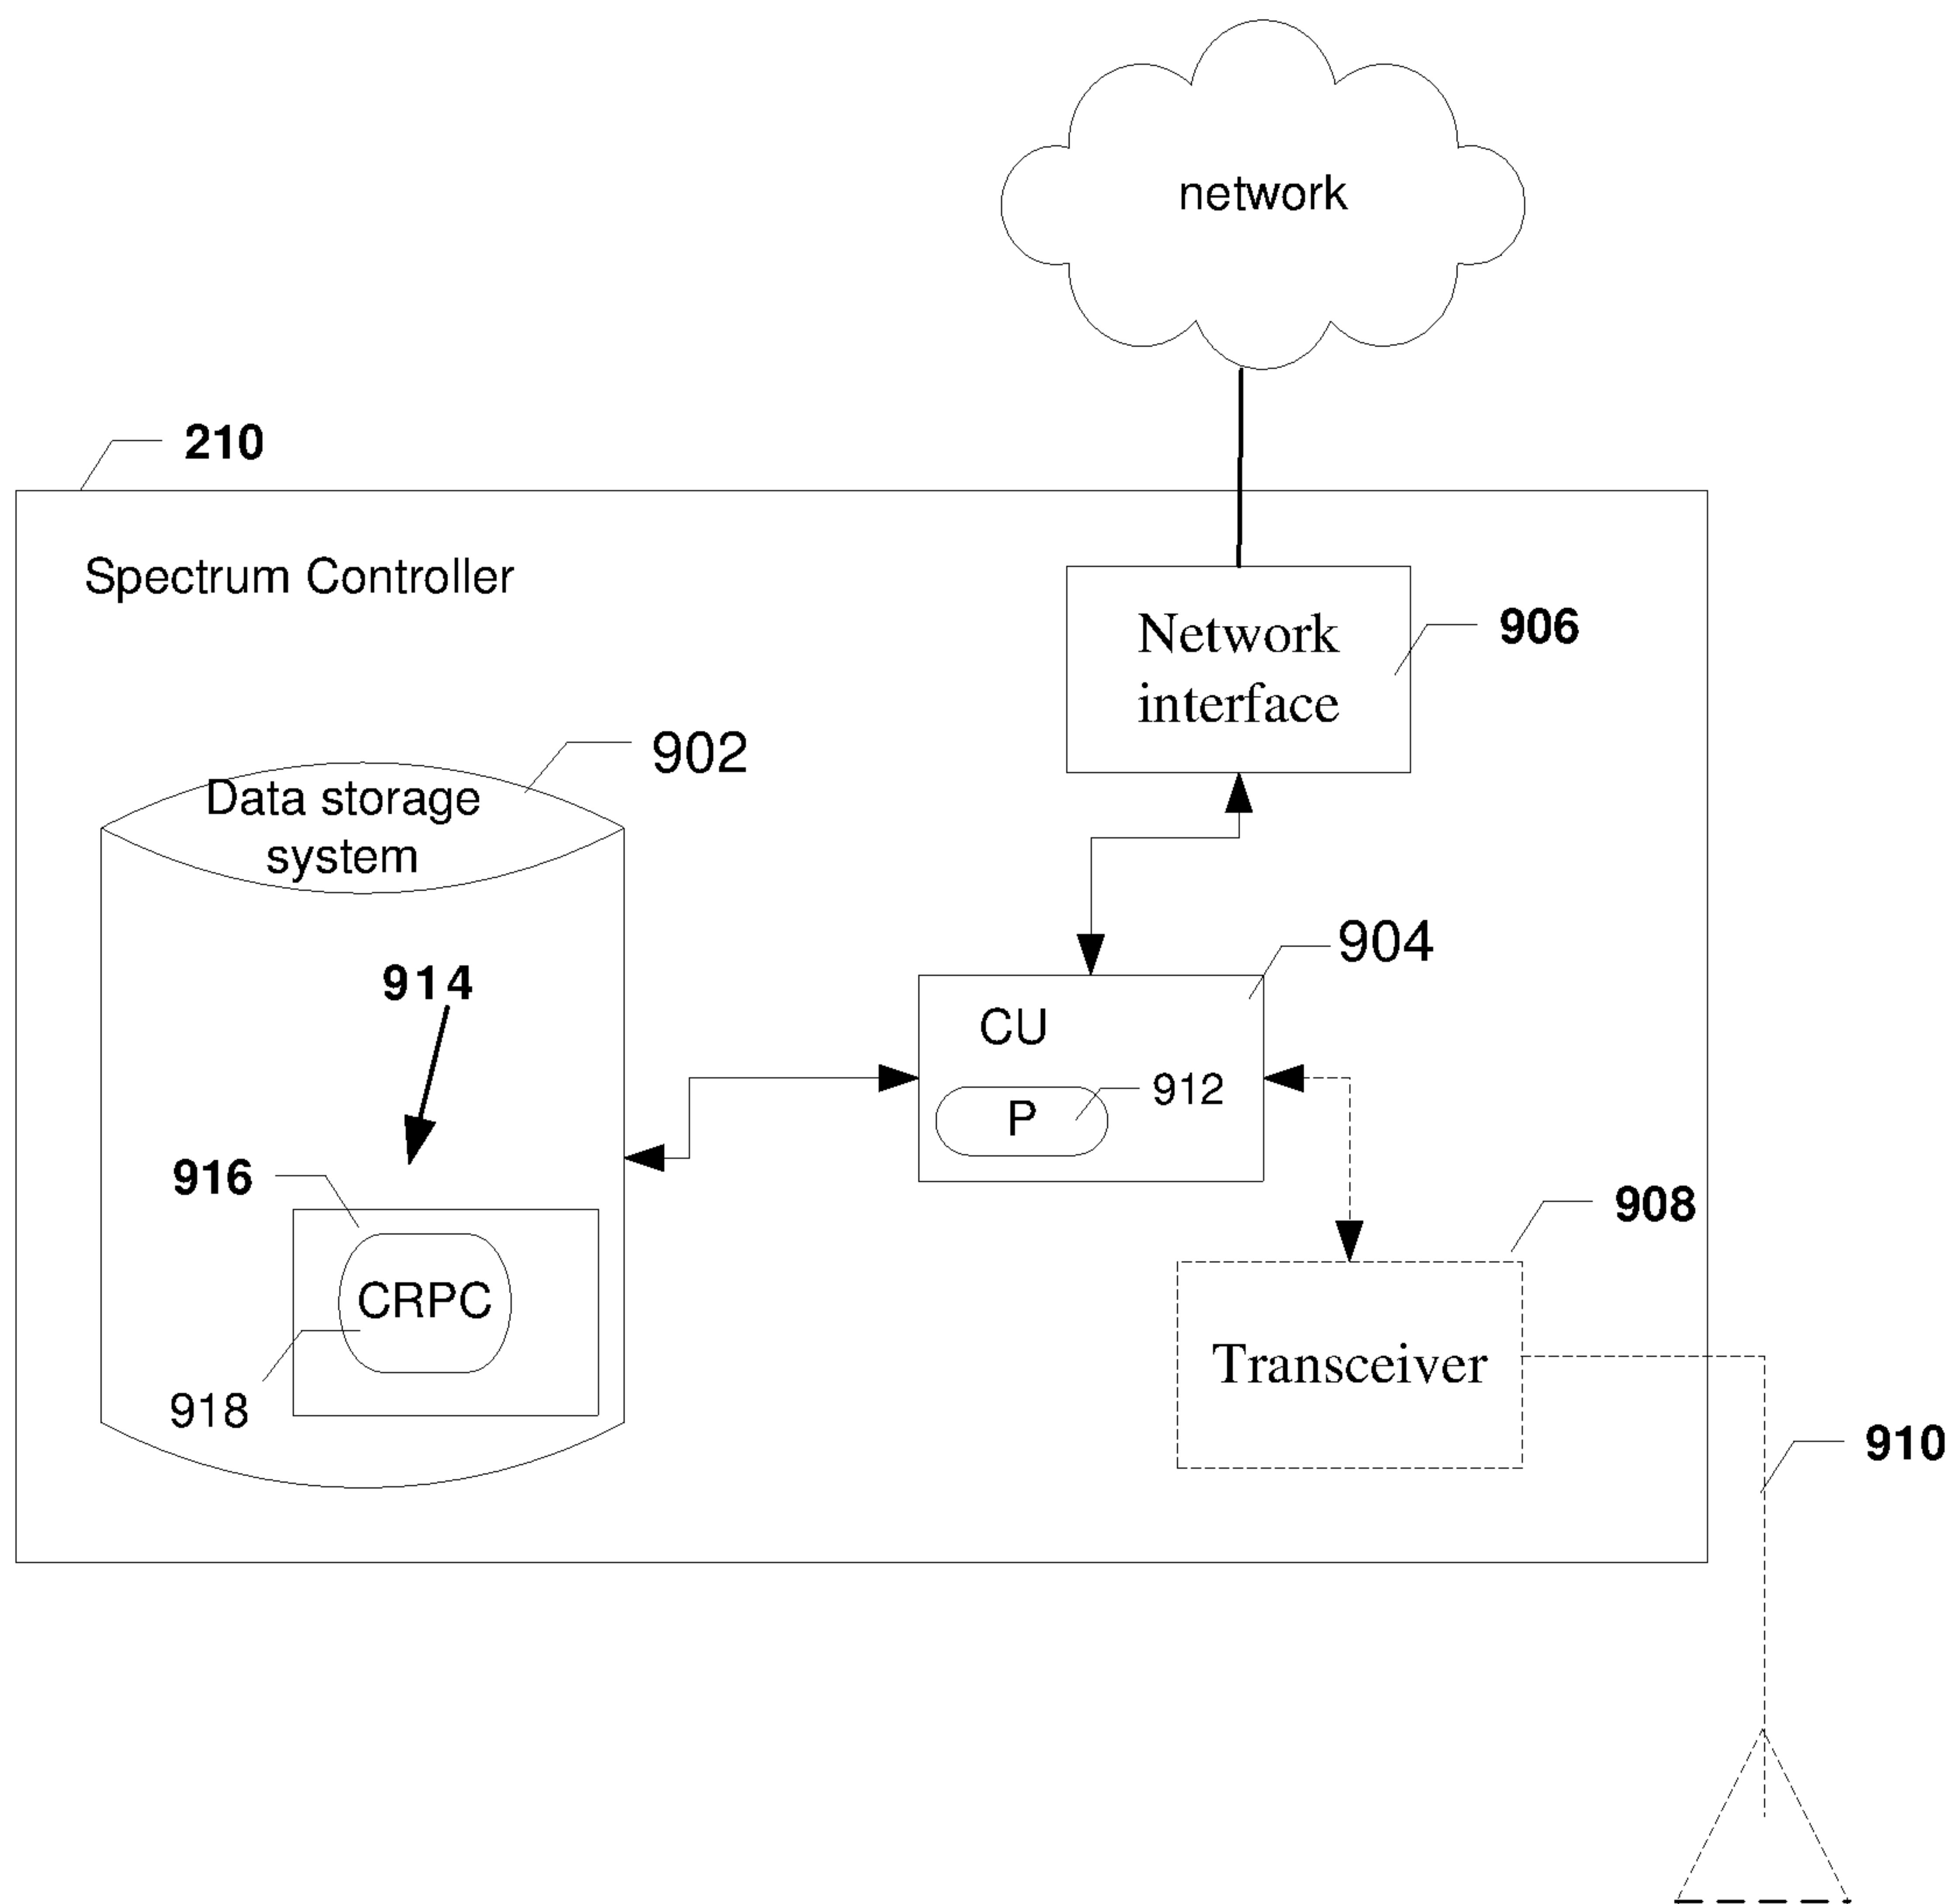 network
210
Spectrum Controller
Network
interface
906
902
Data storage
system
904
914
CU
P
912
916
908
CRPC
Transceiver
918
910